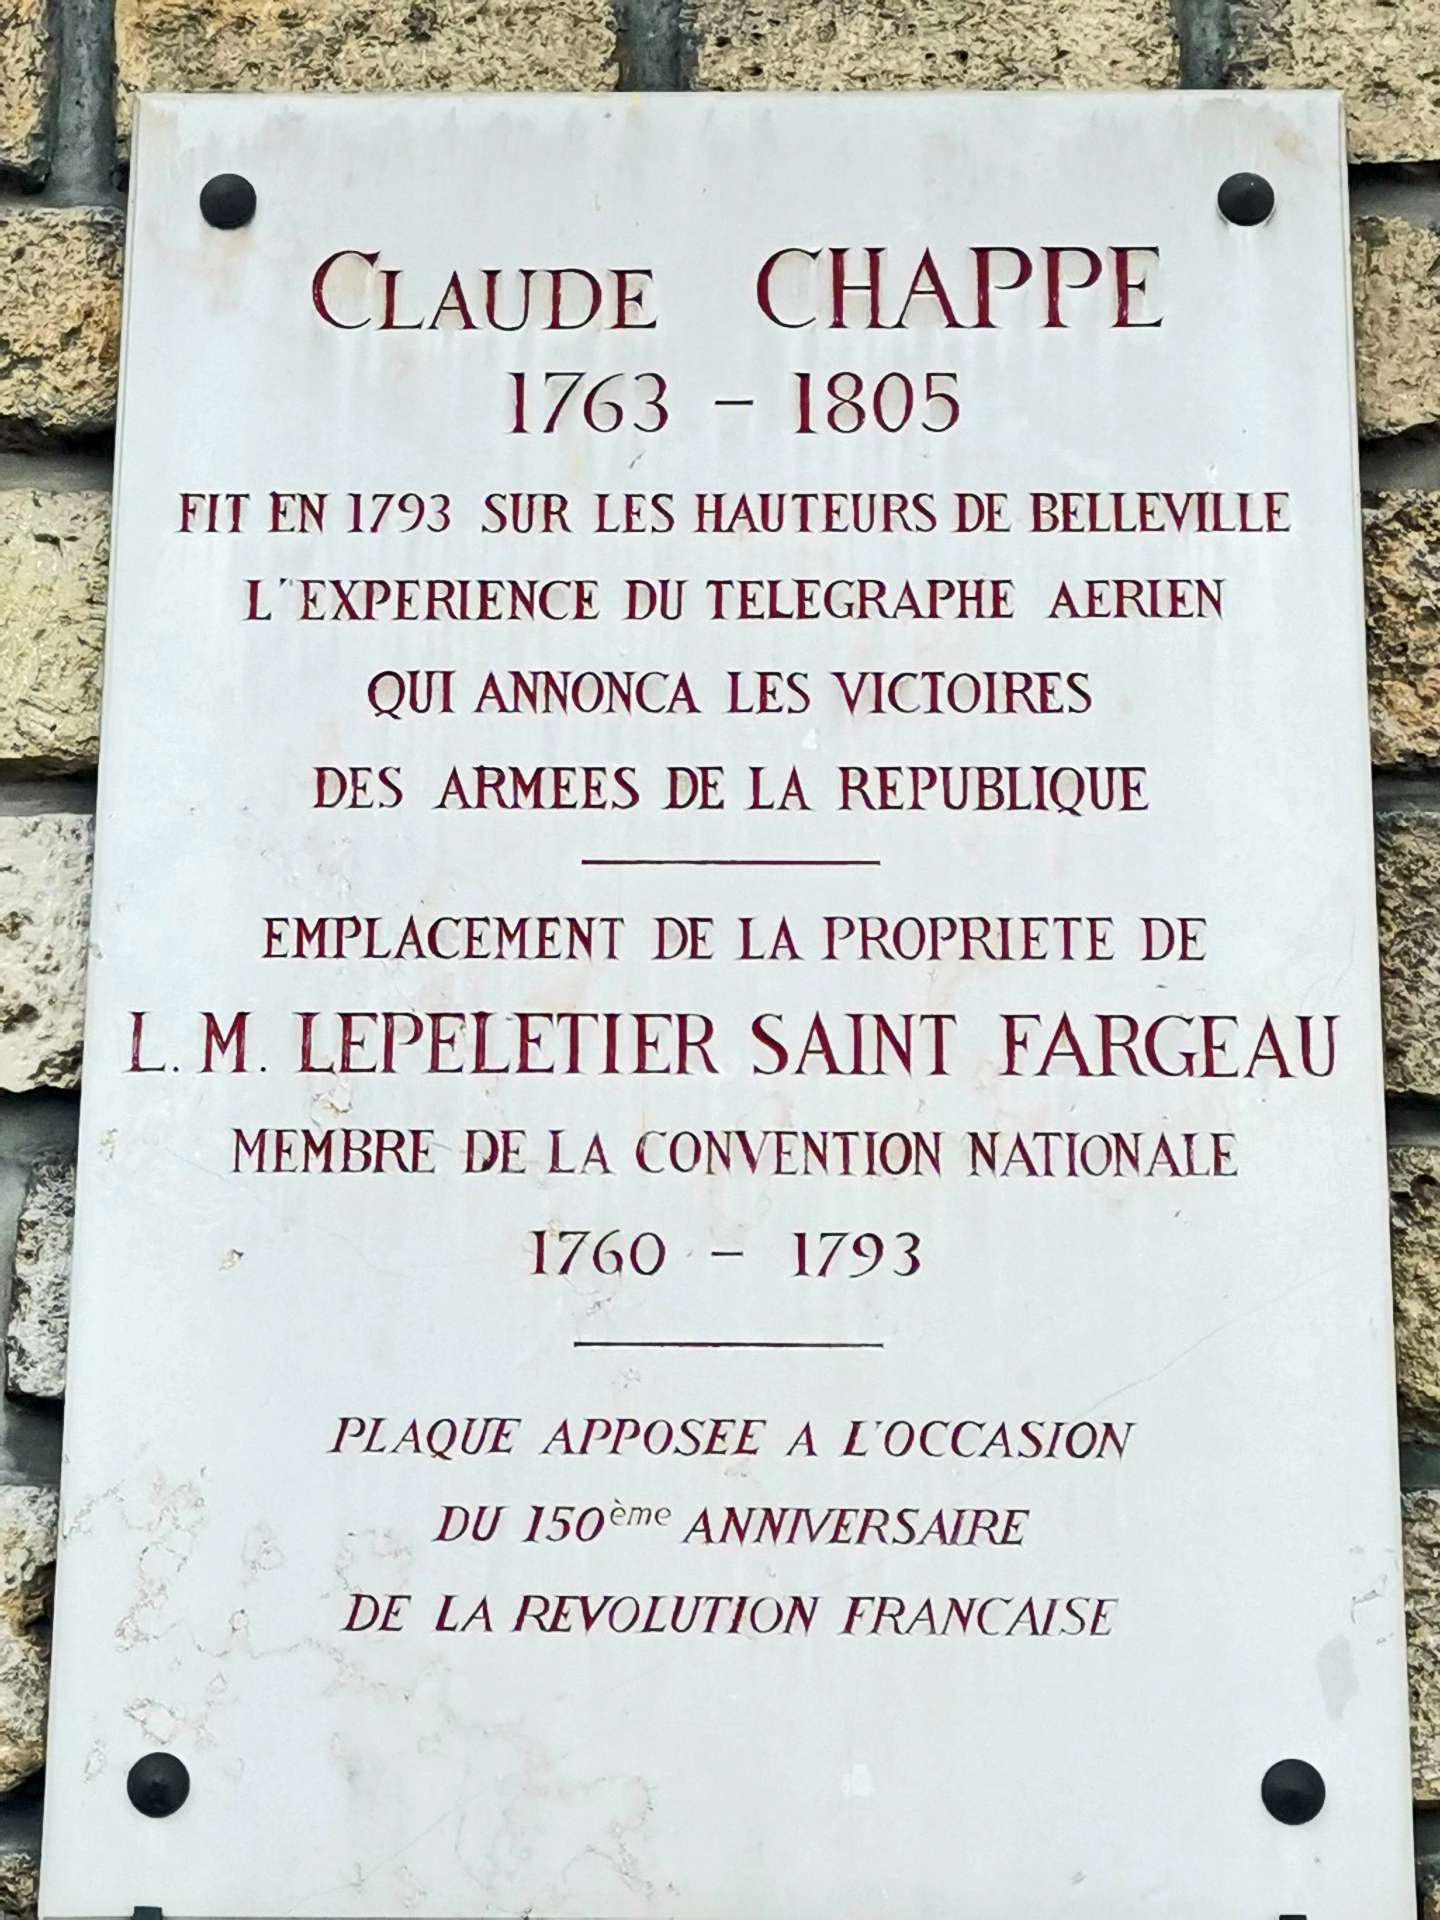 CLAUDE CHAPPE
1763 - 1805
FIT EN 1793 SUR LES HAUTEURS DE BELLEVILLE
L'EXPERIENCE DU TELEGRAPHE AERIEN
QUI ANNONCA LES VICTOIRES
DES ARMEES DE LA REPUBLIQUE
EMPLACEMENT DE LA PROPRIETE DE
L. M. LEPELETIER SAINT FARGEAU
MEMBRE DE LA CONVENTION NATIONALE
1760 - 1793
PLAQUE APPOSEE A L'OCCASION
DU 150ème ANNIVERSAIRE
DE LA REVOLUTION FRANCAISE